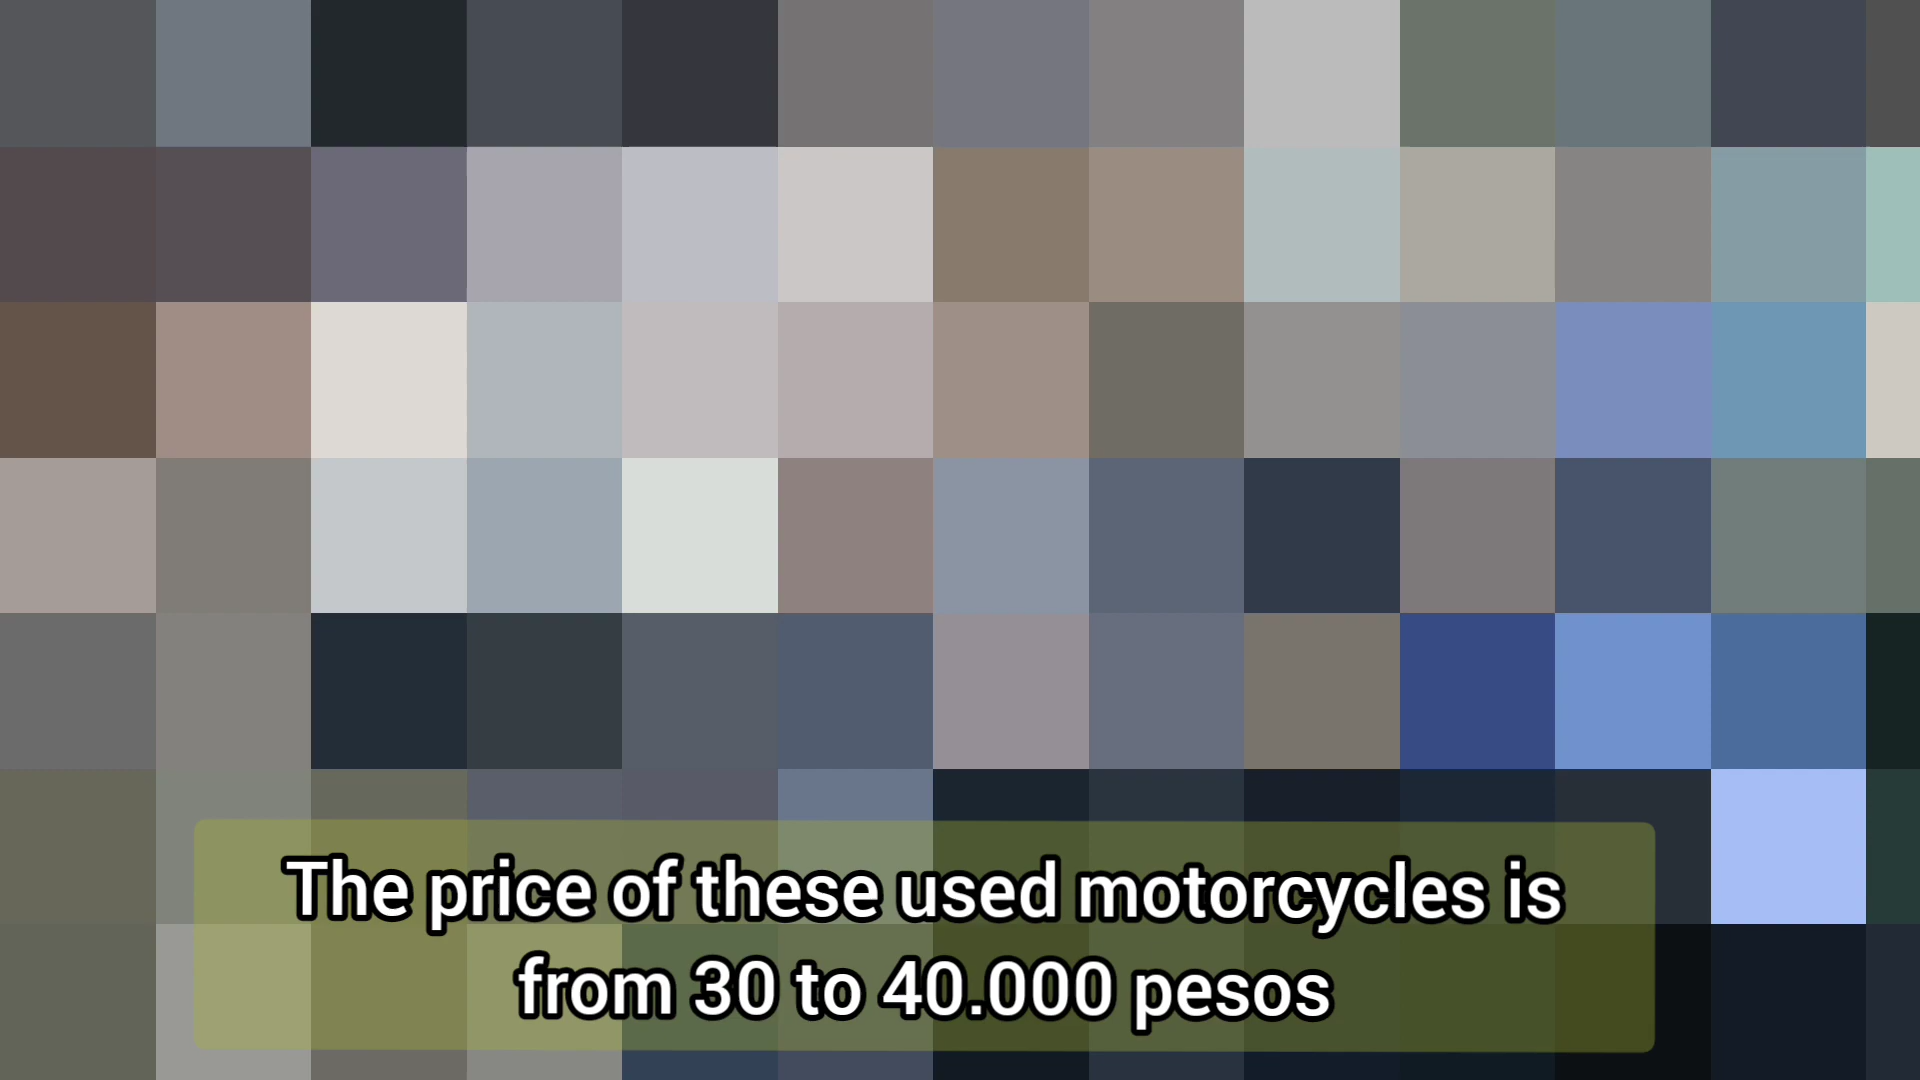 The price of these used motorcycles is
from 30 to 40.000 pesos